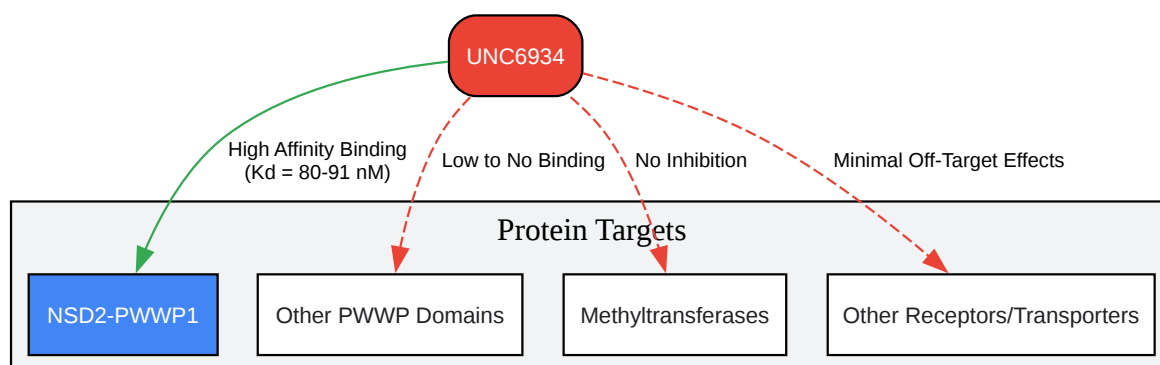 UNC6934
High Affinity Binding
(Kd = 80-91 nM)
Low to No Binding
No Inhibition
Minimal Off-Target Effects
Protein Targets
NSD2-PWWP1
Other PWWP Domains
Methyltransferases
Other Receptors/Transporters